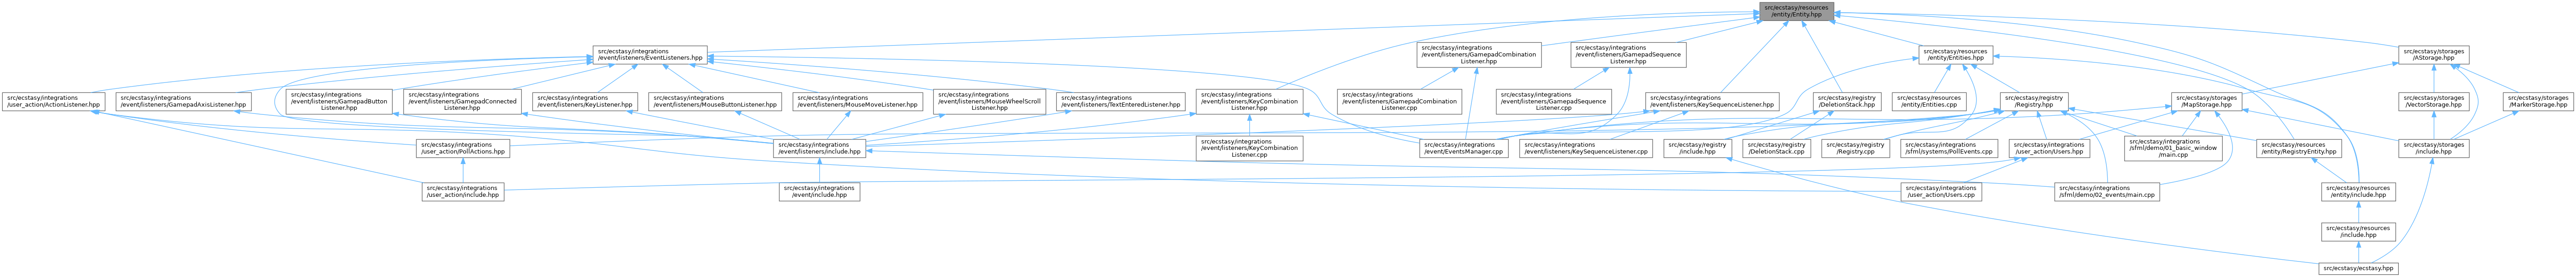 src/ecstasy/resources
/entity/Entity.hpp
src/ecstasy/integrations
/event/listeners/EventListeners.hpp
src/ecstasy/integrations
/event/listeners/GamepadCombination
Listener.hpp
src/ecstasy/integrations
/event/listeners/GamepadSequence
Listener.hpp
src/ecstasy/resources
/entity/Entities.hpp
src/ecstasy/storages
/AStorage.hpp
src/ecstasy/integrations
/user_action/ActionListener.hpp
src/ecstasy/integrations
/event/listeners/GamepadAxisListener.hpp
src/ecstasy/integrations
/event/listeners/GamepadButton
Listener.hpp
src/ecstasy/integrations
/event/listeners/GamepadConnected
Listener.hpp
src/ecstasy/integrations
/event/listeners/KeyListener.hpp
src/ecstasy/integrations
/event/listeners/MouseButtonListener.hpp
src/ecstasy/integrations
/event/listeners/MouseMoveListener.hpp
src/ecstasy/integrations
/event/listeners/MouseWheelScroll
Listener.hpp
src/ecstasy/integrations
/event/listeners/TextEnteredListener.hpp
src/ecstasy/integrations
/event/listeners/KeyCombination
Listener.hpp
src/ecstasy/integrations
/event/listeners/GamepadCombination
Listener.cpp
src/ecstasy/integrations
/event/listeners/GamepadSequence
Listener.cpp
src/ecstasy/integrations
/event/listeners/KeySequenceListener.hpp
src/ecstasy/registry
/DeletionStack.hpp
src/ecstasy/resources
/entity/Entities.cpp
src/ecstasy/registry
/Registry.hpp
src/ecstasy/storages
/MapStorage.hpp
src/ecstasy/storages
/VectorStorage.hpp
src/ecstasy/storages
/MarkerStorage.hpp
src/ecstasy/integrations
/user_action/PollActions.hpp
src/ecstasy/integrations
/event/listeners/include.hpp
src/ecstasy/integrations
/event/listeners/KeyCombination
Listener.cpp
src/ecstasy/integrations
/event/EventsManager.cpp
src/ecstasy/integrations
/event/listeners/KeySequenceListener.cpp
src/ecstasy/registry
/include.hpp
src/ecstasy/registry
/DeletionStack.cpp
src/ecstasy/registry
/Registry.cpp
src/ecstasy/integrations
/sfml/systems/PollEvents.cpp
src/ecstasy/integrations
/user_action/Users.hpp
src/ecstasy/integrations
/sfml/demo/01_basic_window
/main.cpp
src/ecstasy/resources
/entity/RegistryEntity.hpp
src/ecstasy/storages
/include.hpp
src/ecstasy/integrations
/user_action/include.hpp
src/ecstasy/integrations
/event/include.hpp
src/ecstasy/integrations
/user_action/Users.cpp
src/ecstasy/integrations
/sfml/demo/02_events/main.cpp
src/ecstasy/resources
/entity/include.hpp
src/ecstasy/resources
/include.hpp
src/ecstasy/ecstasy.hpp